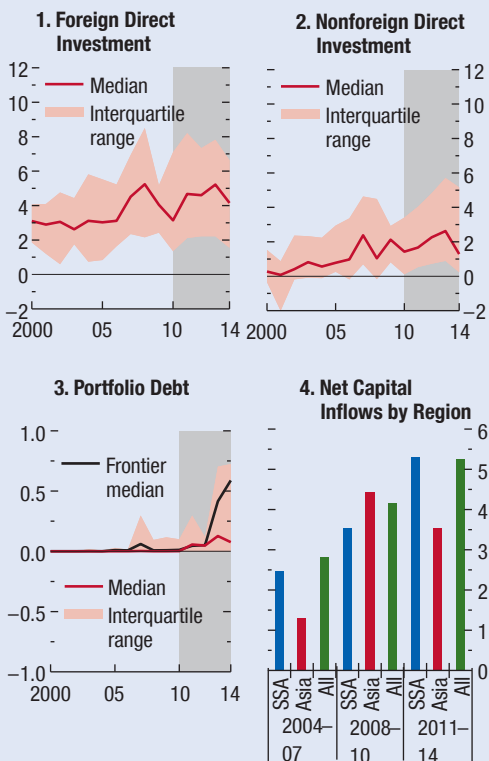 1. Foreign Direct
Investment
12
10
8
6
4
2
0
−2
Median
Interquartile
range
2000 05 10 14
2. Nonforeign Direct
Investment
Median
Interquartile
range
12
10
8
6
4
2
0
−2
2000 05 10 14
3. Portfolio Debt
1.0
0.5
0.0
−0.5
−1.0
Frontier
median
Median
Interquartile
range
2000 05 10 14
4. Net Capital
Inflows by Region
6
5
4
3
2
1
0
SSA Asia All SSA Asia All SSA Asia All
2004– 2008– 2011–
07 10 14